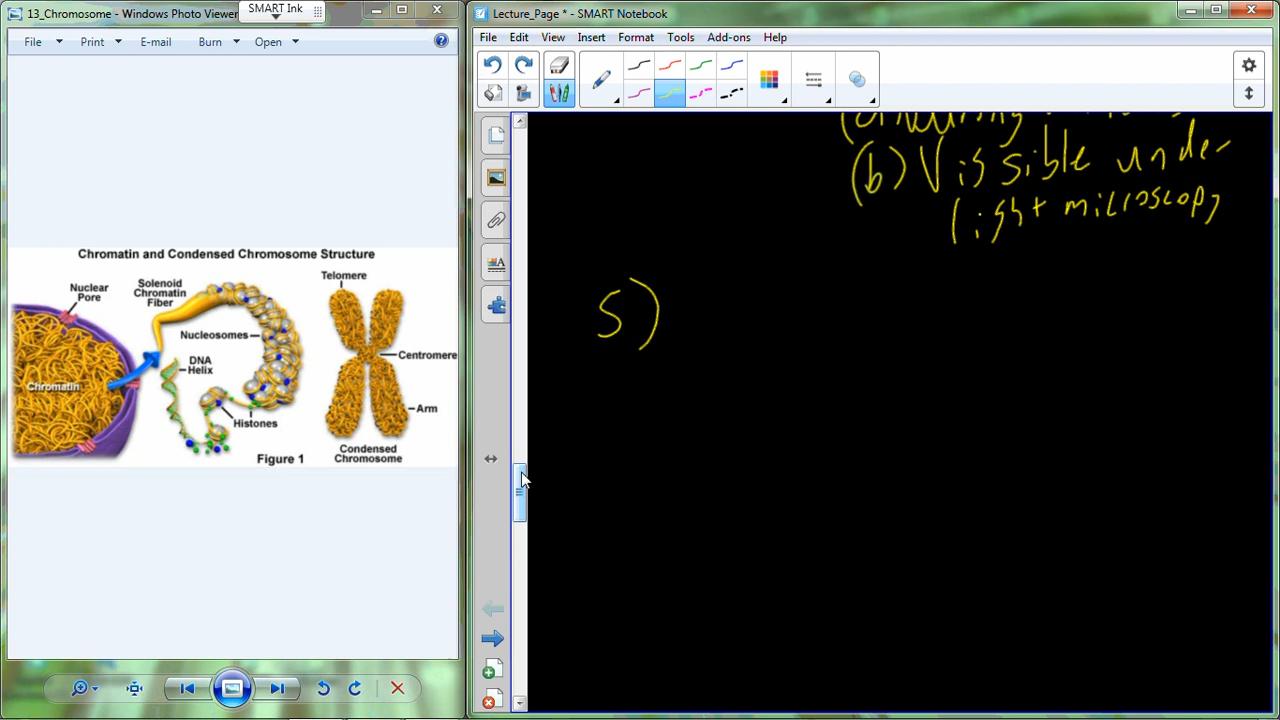 13_Chromosome - Windows Photo Viewer
SMART Ink
File Print E-mail Burn Open
Chromatin and Condensed Chromosome Structure
Nuclear
Pore
Solenoid
Chromatin
Fiber
Telomere
Nucleosomes
DNA
Helix
Chromatin
Centromere
Histones
Arm
Condensed
Chromosome
Figure 1
Lecture_Page * - SMART Notebook
File Edit View Insert Format Tools Add-ons Help
(b) Vissible under
light microscopy
5)